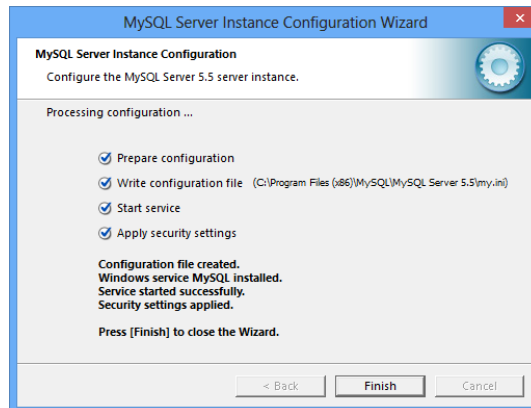 MySQL Server Instance Configuration Wizard
MySQL Server Instance Configuration
Configure the MySQL Server 5.5 server instance.
Processing configuration ...
Prepare configuration
Write configuration file (C:\Program Files (x86)\MySQL\MySQL Server 5.5\my.ini)
Start service
Apply security settings
Configuration file created.
Windows service MySQL installed.
Service started successfully.
Security settings applied.
Press [Finish] to close the Wizard.
< Back Finish Cancel